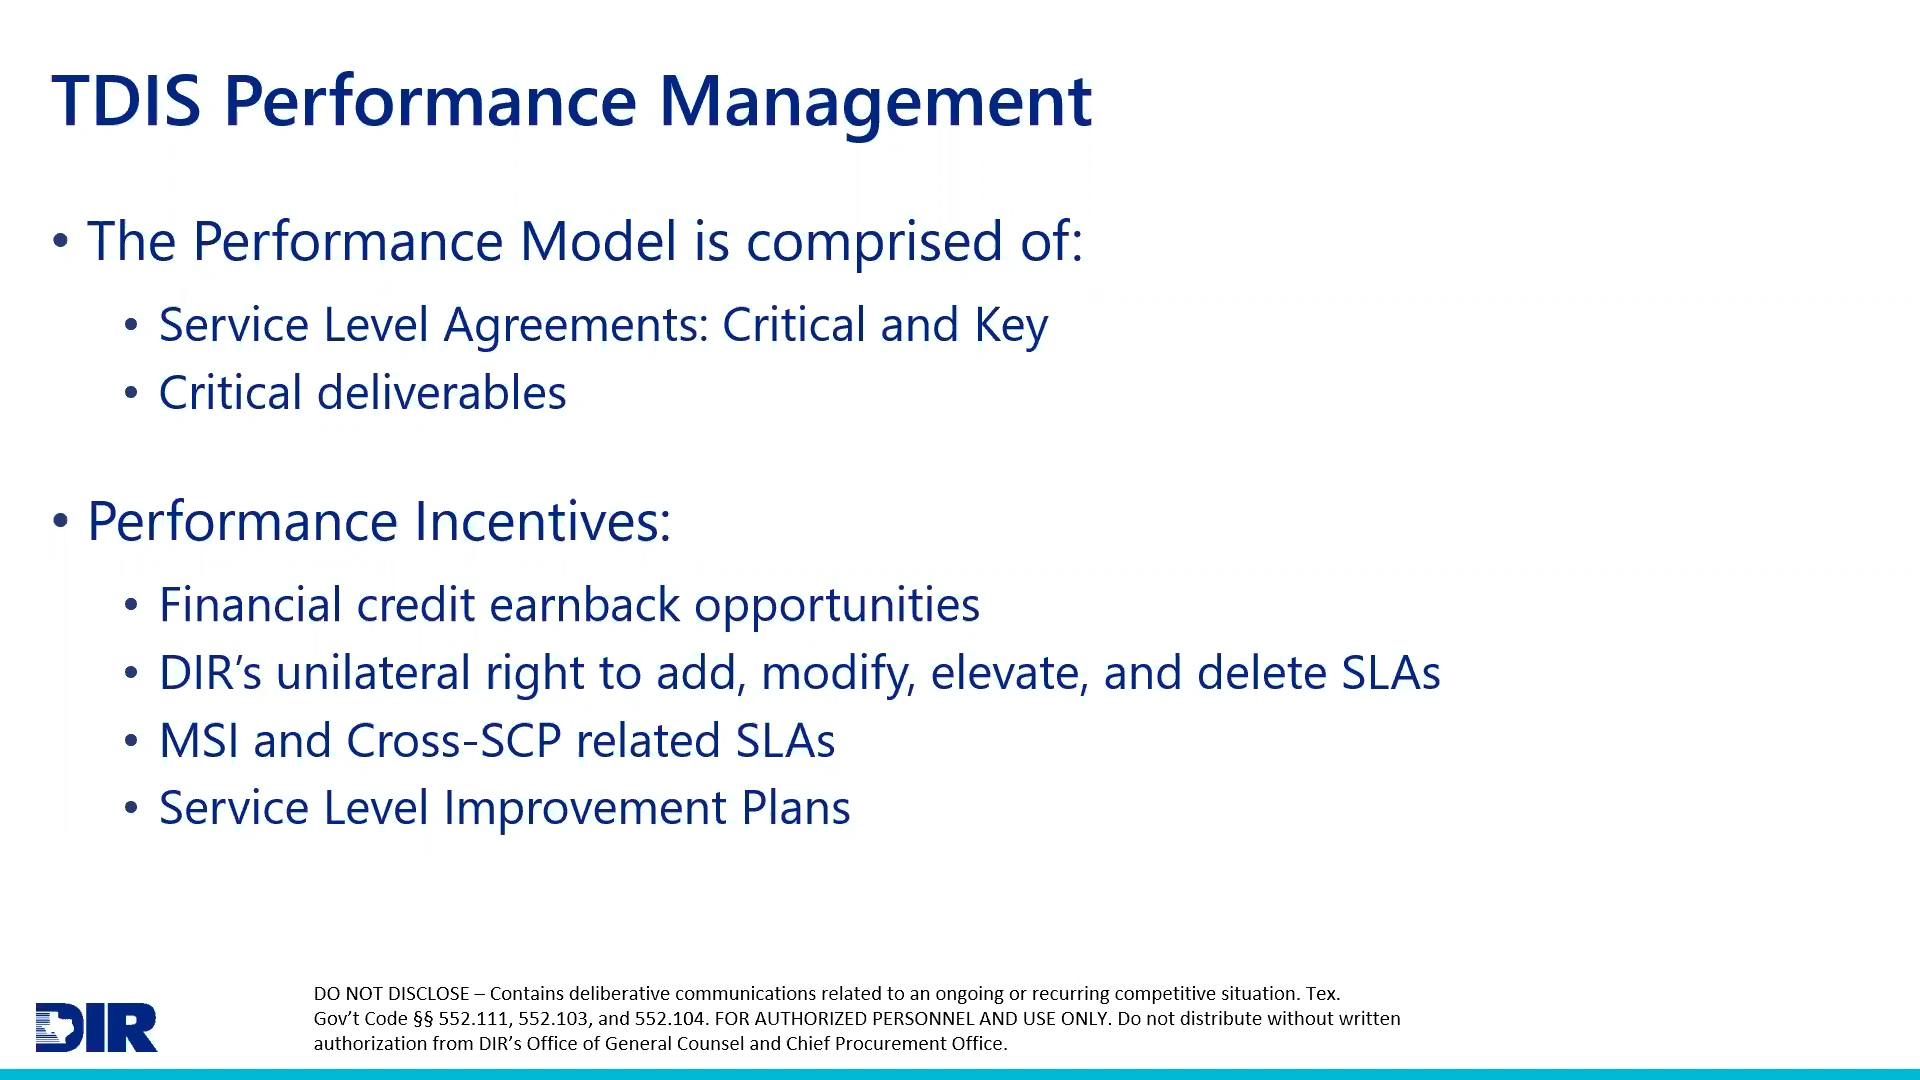 TDIS Performance Management
• The Performance Model is comprised of:
• Service Level Agreements: Critical and Key
• Critical deliverables
• Performance Incentives:
• Financial credit earnback opportunities
• DIR’s unilateral right to add, modify, elevate, and delete SLAs
• MSI and Cross-SCP related SLAs
• Service Level Improvement Plans
DIR
DO NOT DISCLOSE – Contains deliberative communications related to an ongoing or recurring competitive situation. Tex.
Gov’t Code §§ 552.111, 552.103, and 552.104. FOR AUTHORIZED PERSONNEL AND USE ONLY. Do not distribute without written
authorization from DIR’s Office of General Counsel and Chief Procurement Office.